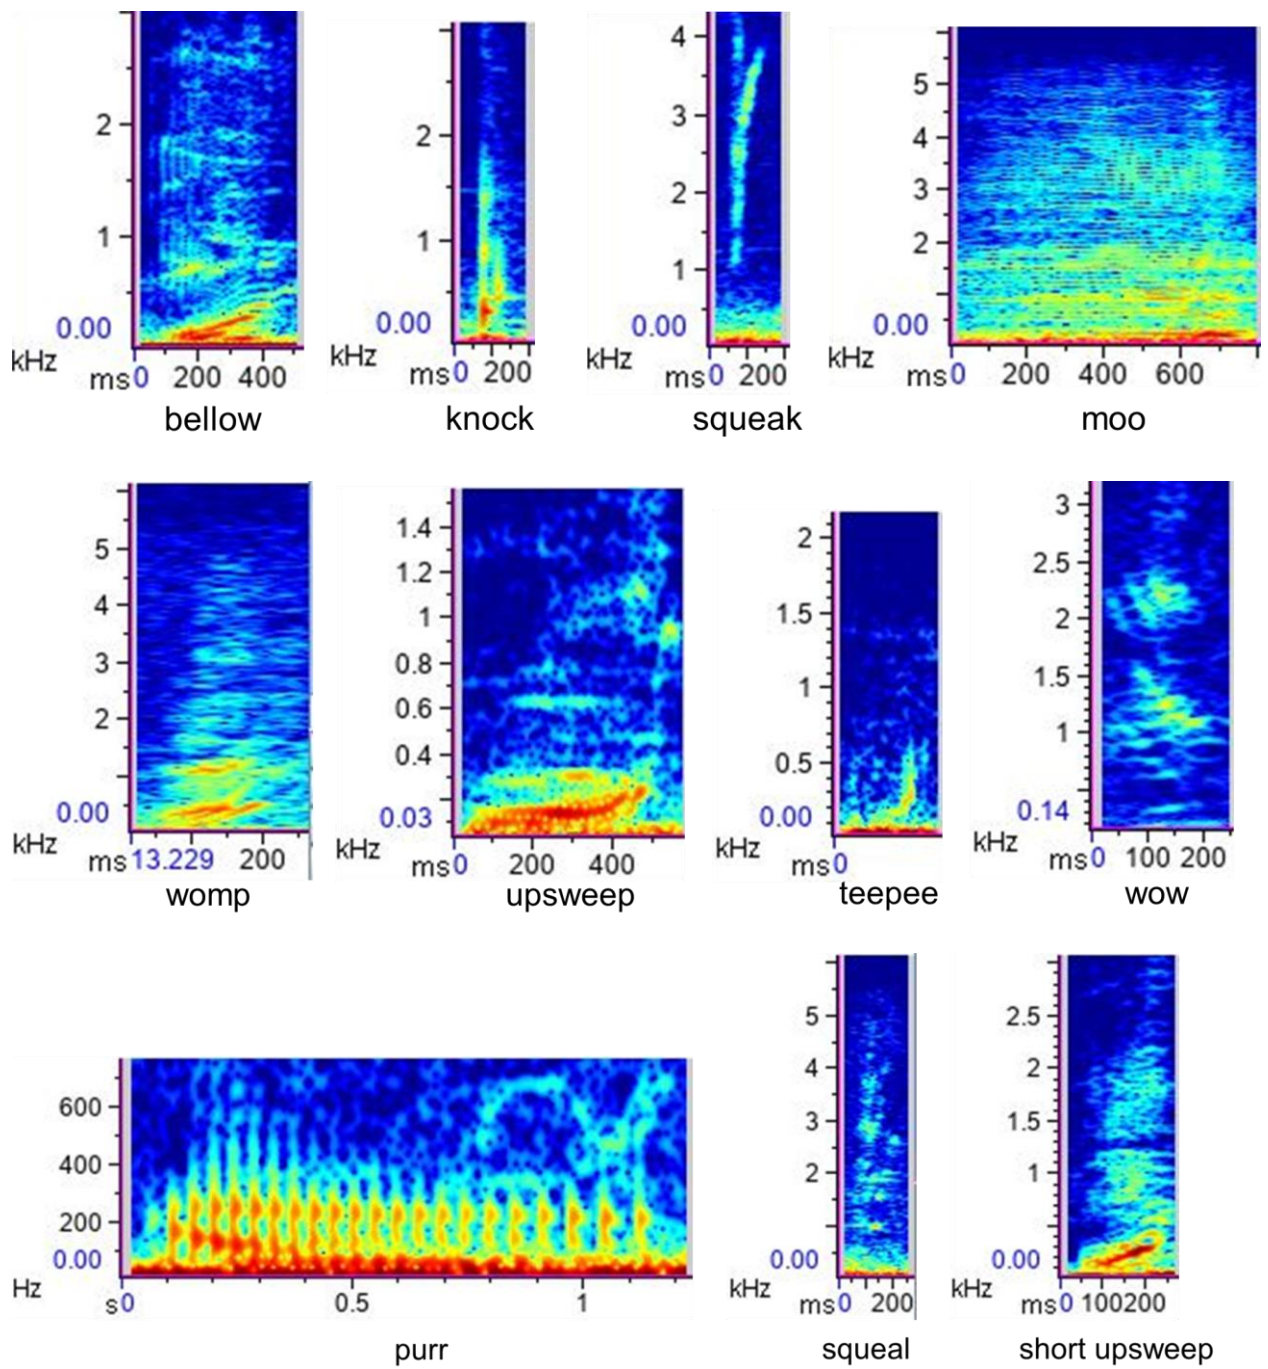 2
1
0.00
kHz
ms 0 200 400
bellow
2
1
0.00
kHz
ms 0 200
knock
4
3
2
1
0.00
kHz
ms 0 200
squeak
5
4
3
2
0.00
kHz
ms 0 200 400 600
moo
5
4
3
2
0.00
kHz
ms 13.229 200
womp
1.4
1.2
1
0.8
0.6
0.4
0.03
kHz
ms 0 200 400
upsweep
2
1.5
1
0.5
0.00
kHz
ms 0
teepee
3
2.5
2
1.5
1
0.14
kHz
ms 0 100 200
wow
600
400
200
0.00
Hz
s 0 0.5 1
purr
5
4
3
2
0.00
kHz
ms 0 200
squeal
2.5
2
1.5
1
0.00
kHz
ms 0 100200
short upsweep